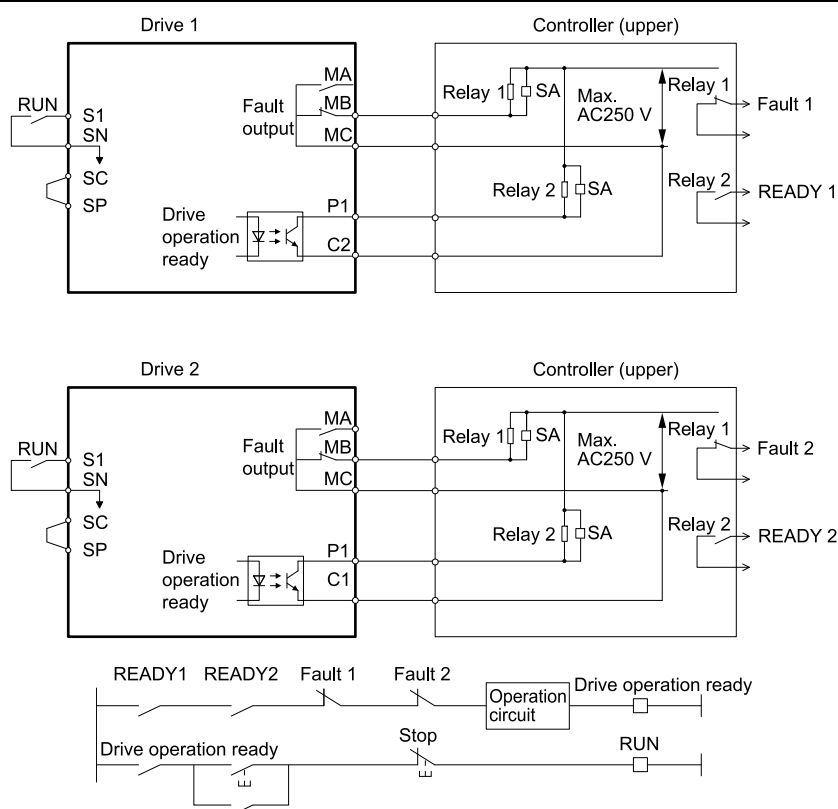 Drive 1
Controller (upper)
MA
MB
MC
Fault
output
RUN
S1
SN
SC
SP
Drive
operation
ready
P1
C2
Relay 1
SA
Max.
AC250 V
Relay 2
SA
Relay 1
Fault 1
Relay 2
READY 1
Drive 2
Controller (upper)
MA
MB
MC
Fault
output
RUN
S1
SN
SC
SP
Drive
operation
ready
P1
C1
Relay 1
SA
Max.
AC250 V
Relay 2
SA
Relay 1
Fault 2
Relay 2
READY 2
READY1 READY2 Fault 1 Fault 2
Operation
circuit
Drive operation ready
Drive operation ready
Stop
RUN